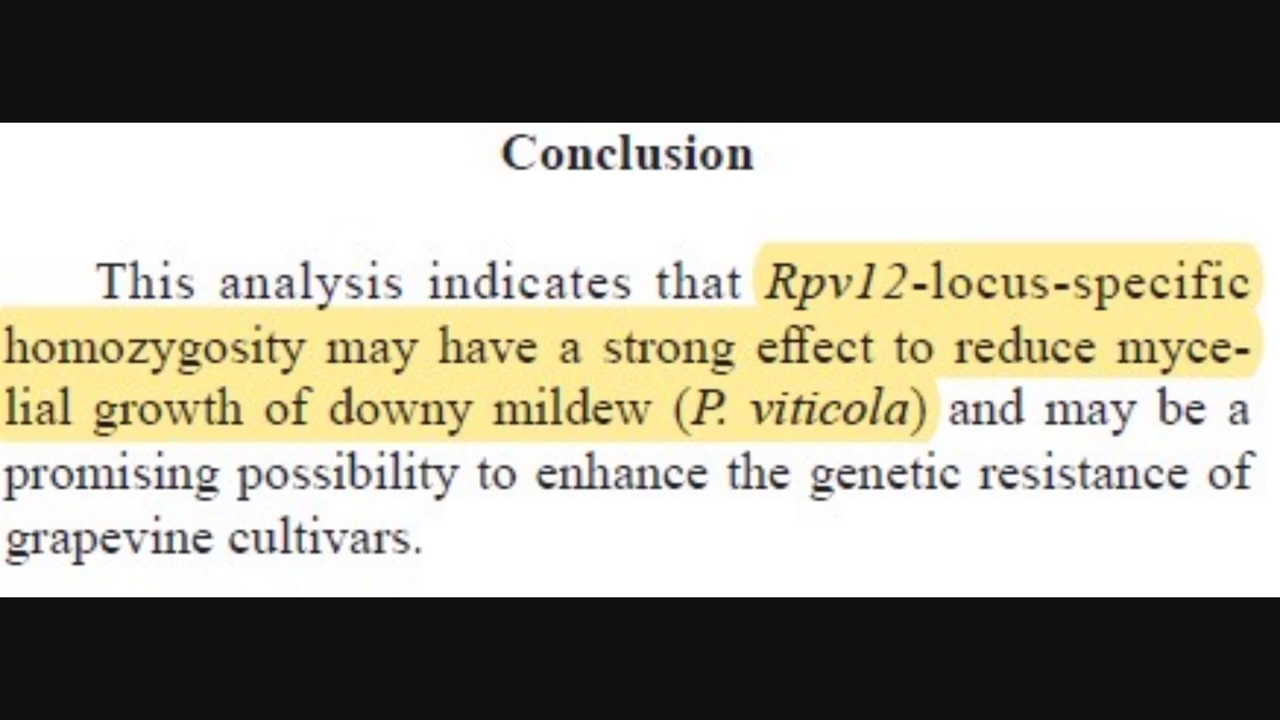 Conclusion
This analysis indicates that Rpv12-locus-specific
homozygosity may have a strong effect to reduce myce-
lial growth of downy mildew (P. viticola) and may be a
promising possibility to enhance the genetic resistance of
grapevine cultivars.